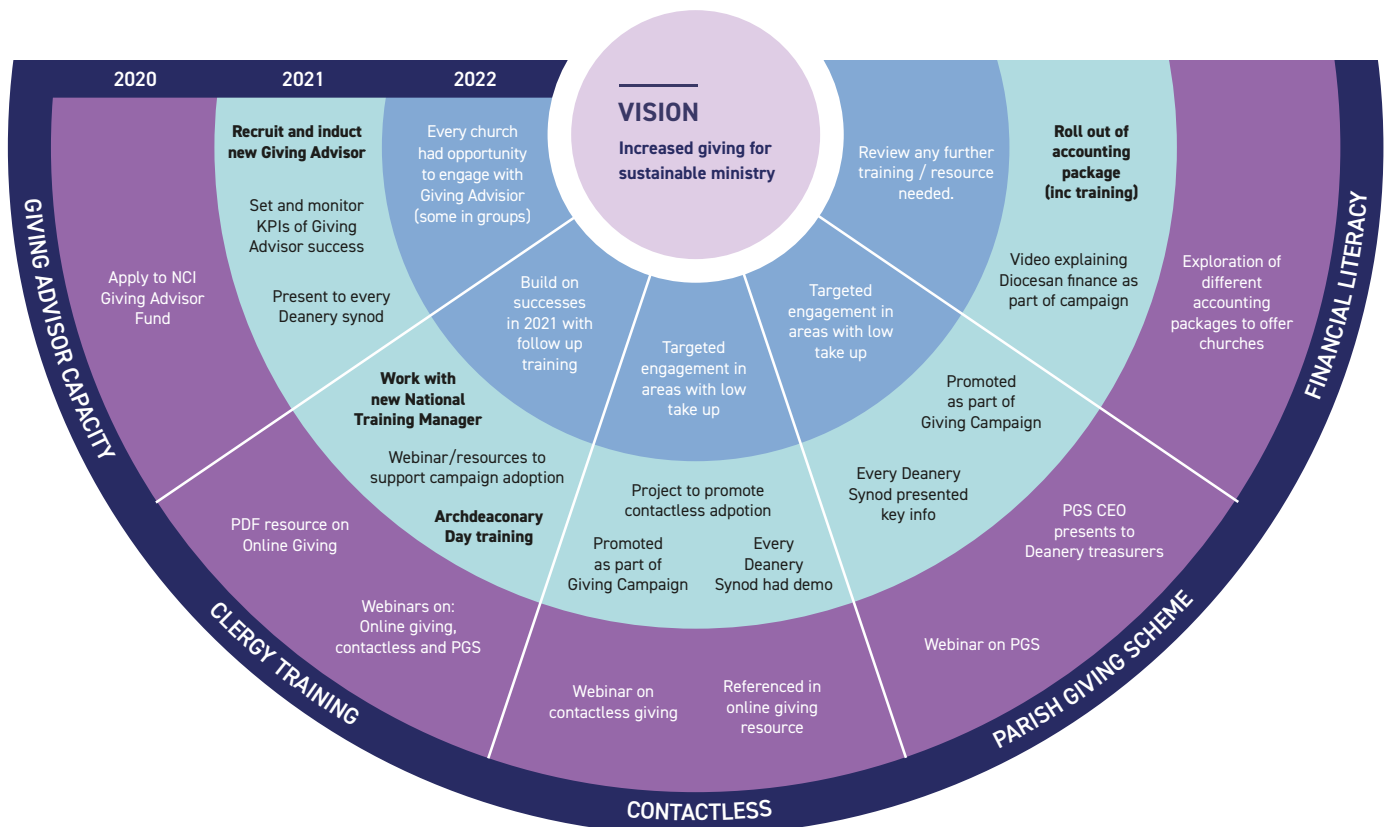 2020
2021
2022
VISION
Increased giving for
sustainable ministry
GIVING ADVISOR CAPACITY
Apply to NCI
Giving Advisor
Fund
Recruit and induct
new Giving Advisor
Set and monitor
KPIs of Giving
Advisor success
Present to every
Deanery synod
Every church
had opportunity
to engage with
Giving Advisior
(some in groups)
CLERGY TRAINING
PDF resource on
Online Giving
Webinars on:
Online giving,
contactless and PGS
Work with
new National
Training Manager
Webinar/resources to
support campaign adoption
Archdeaconary
Day training
Build on
successes
in 2021 with
follow up
training
CONTACTLESS
Webinar on
contactless giving
Referenced in
online giving
resource
Project to promote
contactless adpotion
Promoted
as part of
Giving Campaign
Every
Deanery
Synod had demo
Targeted
engagement in
areas with low
take up
PARISH GIVING SCHEME
Webinar on PGS
PGS CEO
presents to
Deanery treasurers
Every Deanery
Synod presented
key info
Promoted
as part of
Giving Campaign
Targeted
engagement in
areas with low
take up
FINANCIAL LITERACY
Exploration of
different
accounting
packages to offer
churches
Roll out of
accounting
package
(inc training)
Video explaining
Diocesan finance as
part of campaign
Review any further
training / resource
needed.